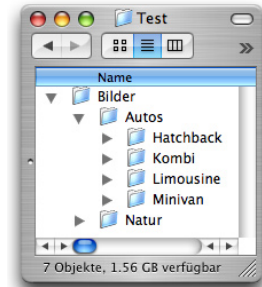 Test
Name
Bilder
Autos
Hatchback
Kombi
Limousine
Minivan
Natur
7 Objekte, 1.56 GB verfügbar